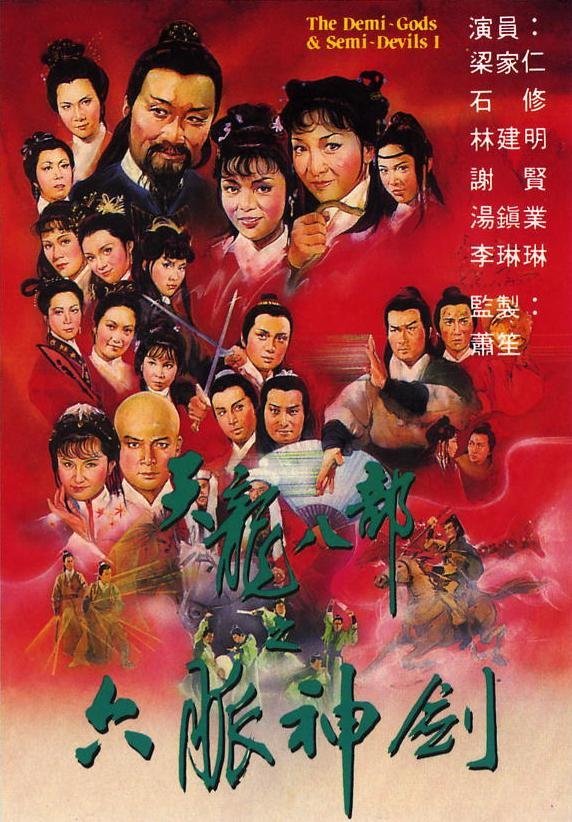 The Demi-Gods
& Semi-Devils I
演員：
梁家仁
石修
林建明
謝賢
湯鎮業
李琳琳
監製：
蕭笙
天龍八部
之
六脈神劍